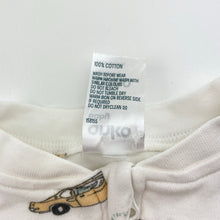 100% COTTON
WASH BEFORE WEAR
WARM MACHINE WASH WITH
SIMILAR COLOURS
DO NOT BLEACH
DO NOT TUMBLE DRY
WARM IRON ON REVERSE SIDE
IF REQUIRED
DO NOT DRYCLEAN